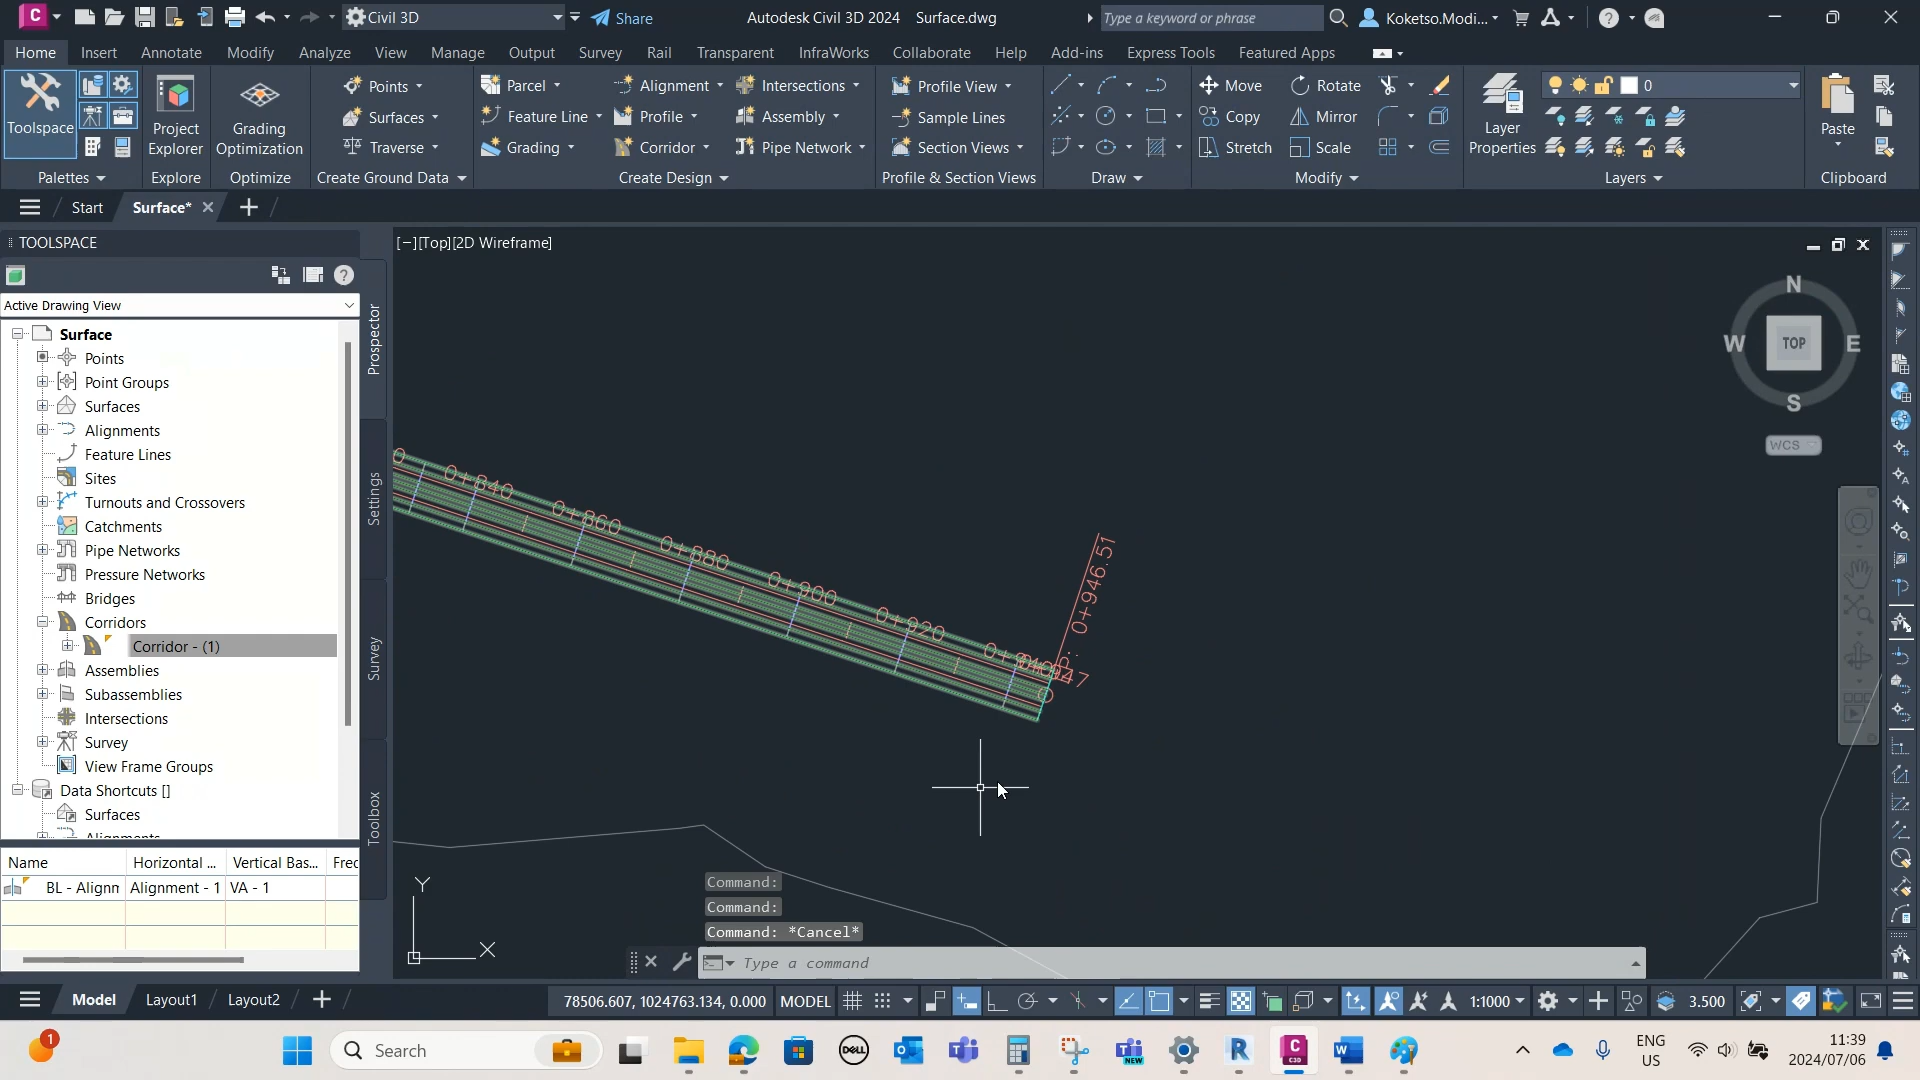 Civil 3D
Share
Autodesk Civil 3D 2024 Surface.dwg
Type a keyword or phrase
Koketso.Modi...
Home Insert Annotate Modify Analyze View Manage Output Survey Rail Transparent InfraWorks Collaborate Help Add-ins Express Tools Featured Apps
Toolspace
Palettes
Project Explorer
Explore
Grading Optimization
Optimize
Points
Surfaces
Traverse
Create Ground Data
Parcel
Feature Line
Grading
Alignment
Profile
Corridor
Intersections
Assembly
Pipe Network
Create Design
Profile View
Sample Lines
Section Views
Profile & Section Views
Draw
Move
Copy
Stretch
Rotate
Mirror
Scale
Modify
Layer Properties
0
Layers
Paste
Clipboard
Start
Surface*
TOOLSPACE
Active Drawing View
Surface
Points
Point Groups
Surfaces
Alignments
Feature Lines
Sites
Turnouts and Crossovers
Catchments
Pipe Networks
Pressure Networks
Bridges
Corridors
Corridor - (1)
Assemblies
Subassemblies
Intersections
Survey
View Frame Groups
Data Shortcuts []
Surfaces
Alignments
Name Horizontal ... Vertical Bas... Frec
BL - Alignn Alignment - 1 VA - 1
Prospector
Settings
Survey
Toolbox
[−][Top][2D Wireframe]
N
W TOP E
S
WCS
0+840
0+860
0+880
0+900
0+920
0+946.51
Y
X
Command:
Command:
Command: *Cancel*
Type a command
Model Layout1 Layout2
78506.607, 1024763.134, 0.000 MODEL
1:1000
3.500
1
Search
DELL
NEW
C3D
ENG
US
11:39
2024/07/06